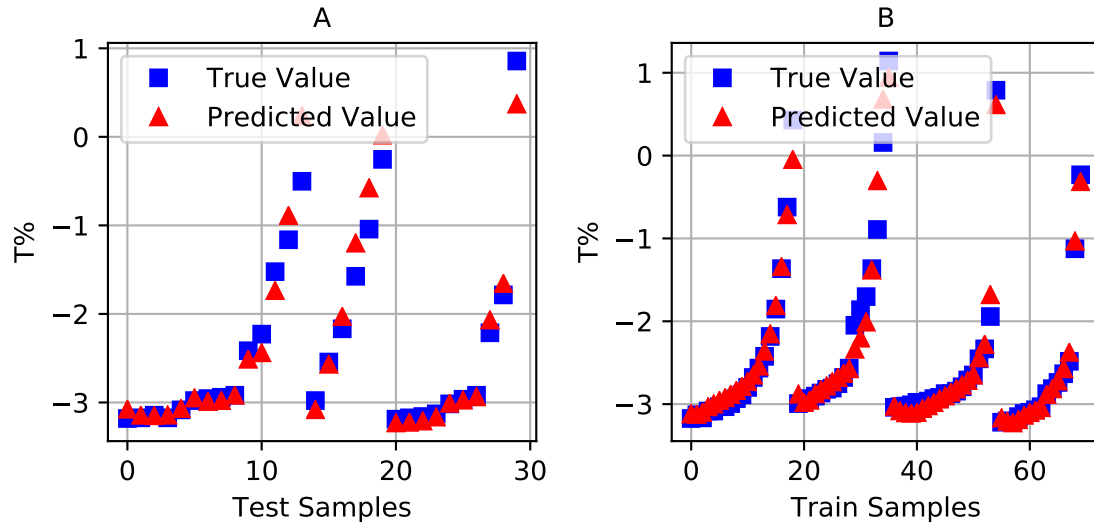 A
B
True Value
Predicted Value
True Value
Predicted Value
T%
T%
1
0
−1
−2
−3
1
0
−1
−2
−3
0
10
20
30
0
20
40
60
Test Samples
Train Samples